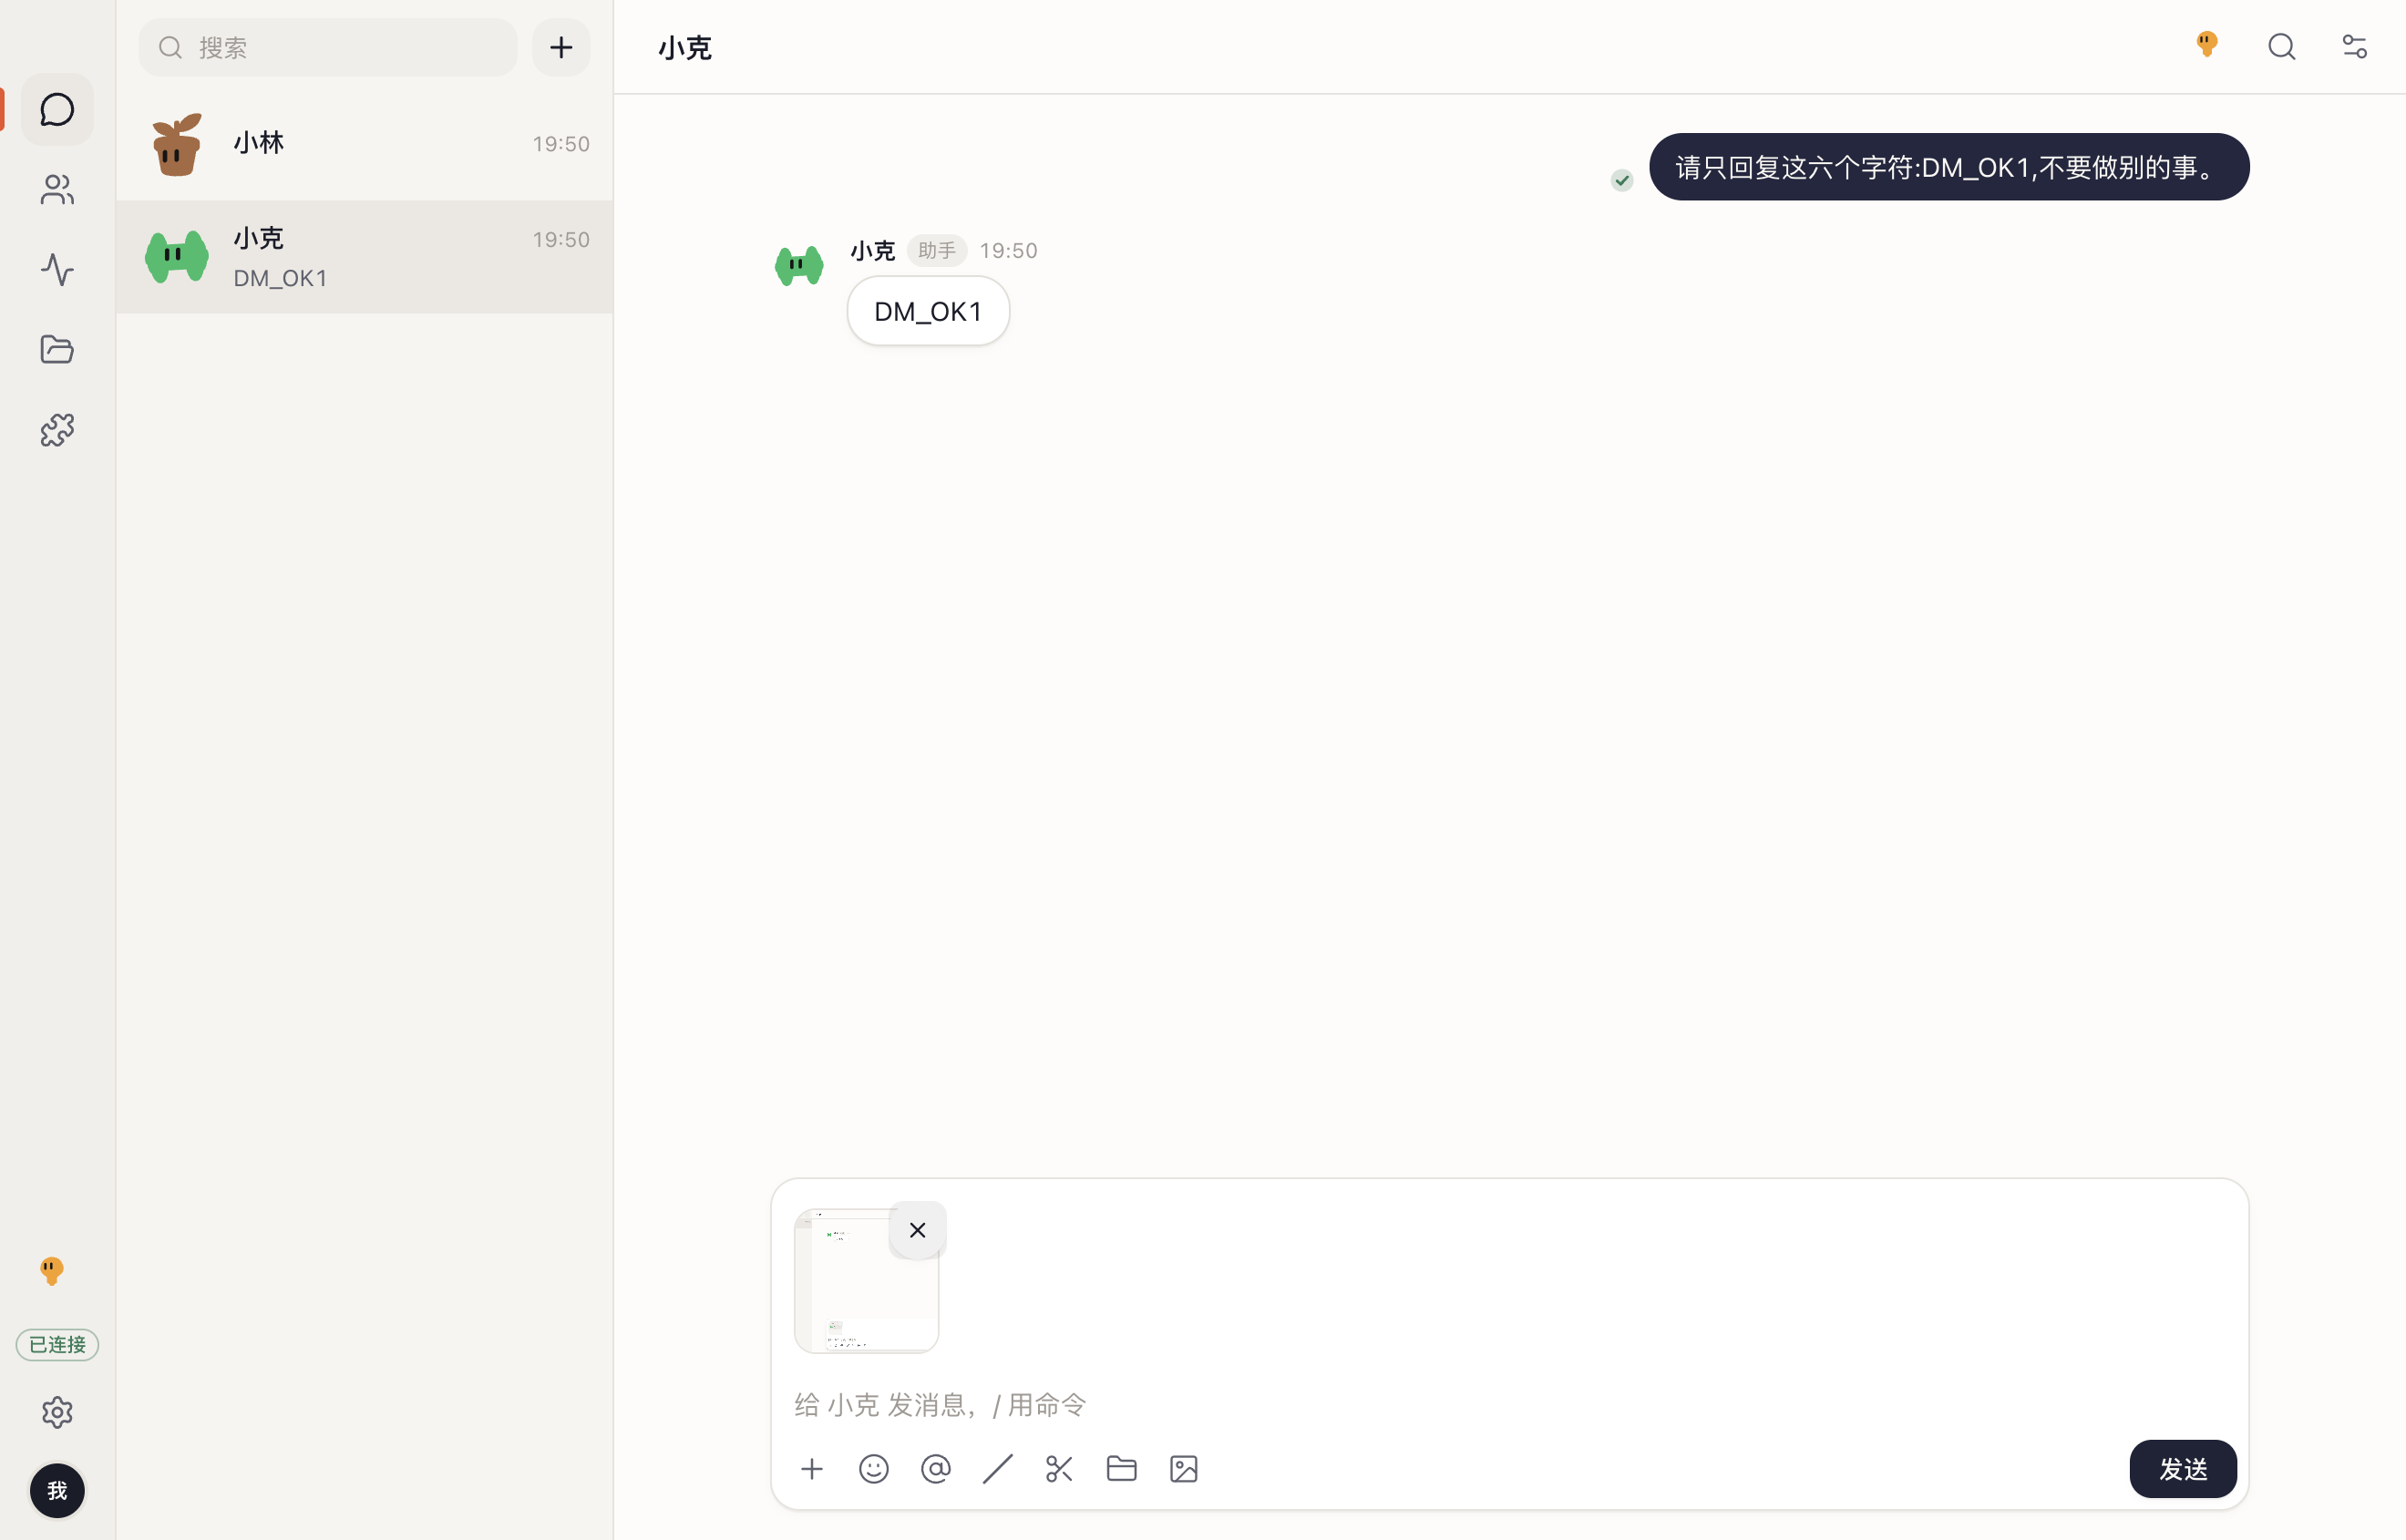 搜索
小林
19:50
小克
19:50
DM_OK1
小克
请只回复这六个字符:DM_OK1,不要做别的事。
小克 助手 19:50
DM_OK1
给 小克 发消息，/ 用命令
发送
已连接
我